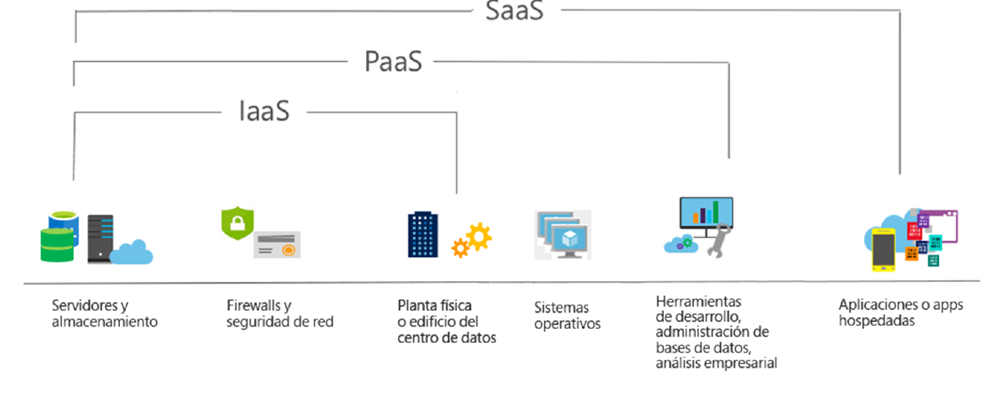 SaaS
PaaS
IaaS
Servidores y
almacenamiento
Firewalls y
seguridad de red
Planta física
o edificio del
centro de datos
Sistemas
operativos
Herramientas
de desarrollo,
administración de
bases de datos,
análisis empresarial
Aplicaciones o apps
hospedadas